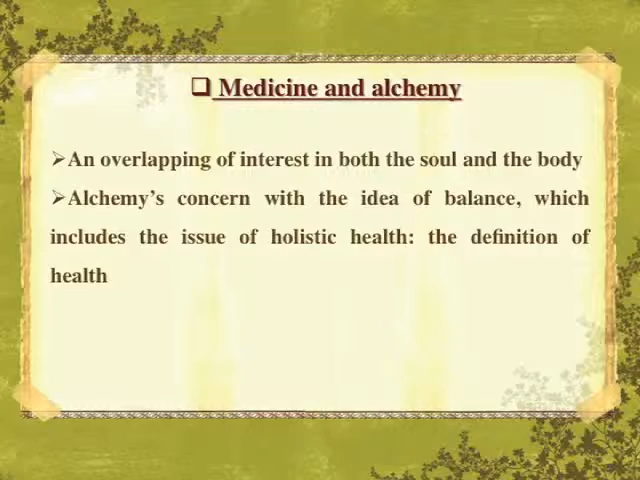 ❑ Medicine and alchemy
➢An overlapping of interest in both the soul and the body
➢Alchemy’s concern with the idea of balance, which
includes the issue of holistic health: the definition of
health